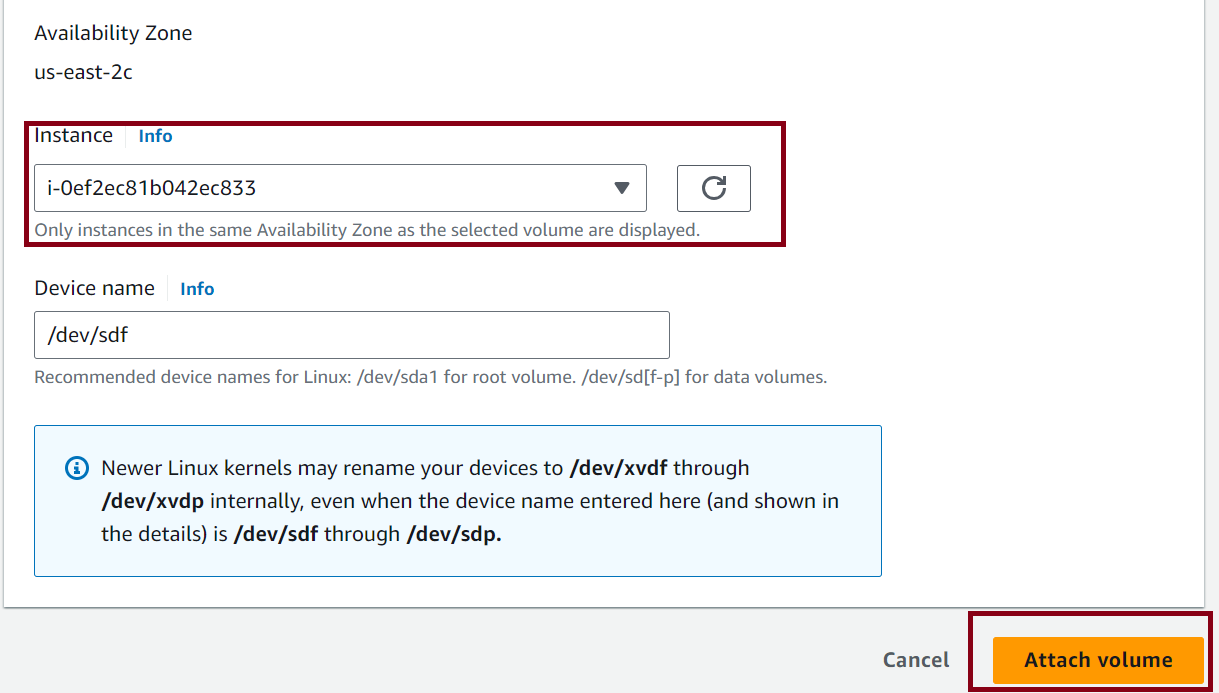 Availability Zone
us-east-2c
Instance Info
i-0ef2ec81b042ec833
Only instances in the same Availability Zone as the selected volume are displayed.
Device name Info
/dev/sdf
Recommended device names for Linux: /dev/sda1 for root volume. /dev/sd[f-p] for data volumes.
Newer Linux kernels may rename your devices to /dev/xvdf through
/dev/xvdp internally, even when the device name entered here (and shown in
the details) is /dev/sdf through /dev/sdp.
Cancel Attach volume